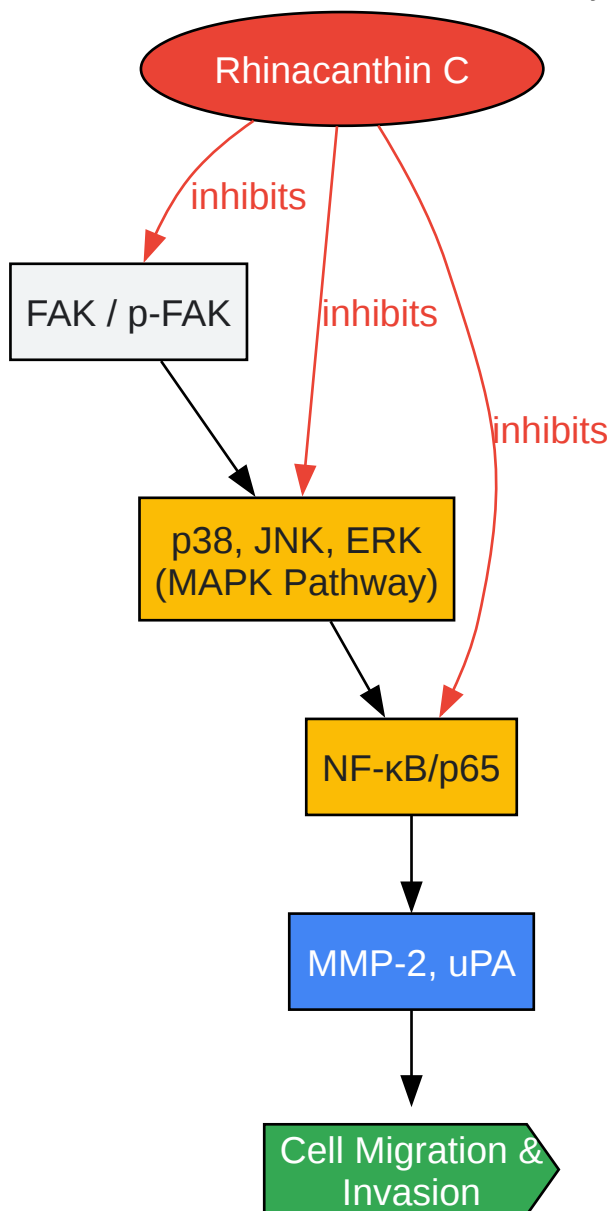 Rhinacanthin C
inhibits
FAK / p-FAK
inhibits
inhibits
p38, JNK, ERK
(MAPK Pathway)
NF-κB/p65
MMP-2, uPA
Cell Migration &
Invasion